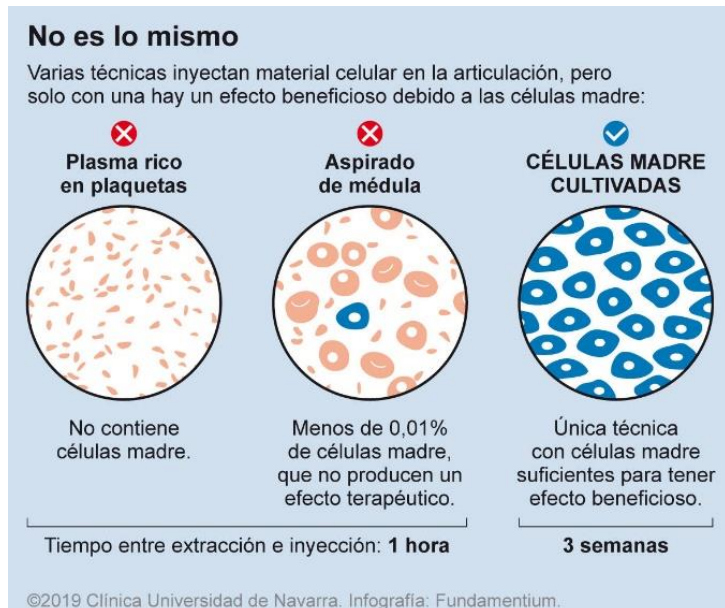 No es lo mismo
Varias técnicas inyectan material celular en la articulación, pero
solo con una hay un efecto beneficioso debido a las células madre:
Plasma rico
en plaquetas
No contiene
células madre.
Aspirado
de médula
Menos de 0,01%
de células madre,
que no producen un
efecto terapéutico.
CÉLULAS MADRE
CULTIVADAS
Única técnica
con células madre
suficientes para tener
efecto beneficioso.
Tiempo entre extracción e inyección: 1 hora
3 semanas
©2019 Clínica Universidad de Navarra. Infografía: Fundamentium.